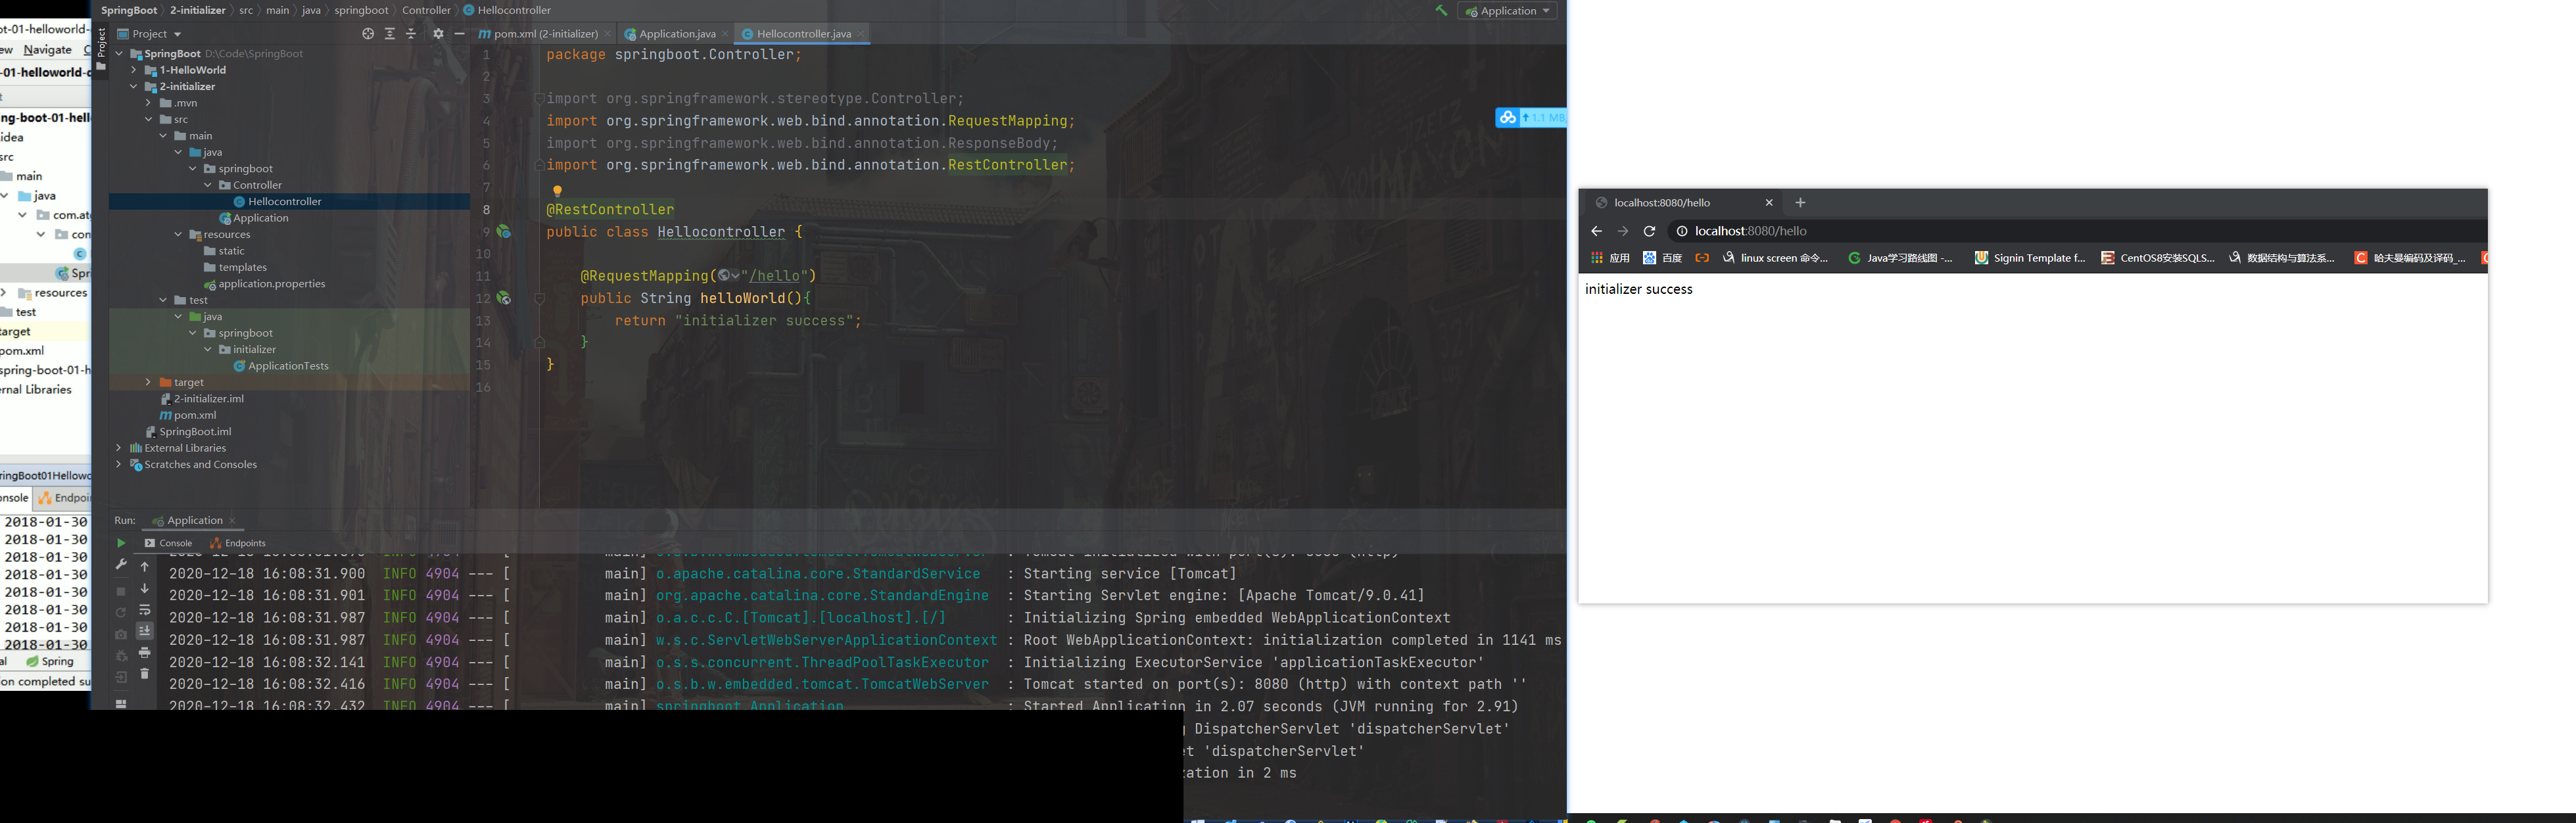 ot-01-helloworld-
ew Navigate C
-01-helloworld-c
t
ng-boot-01-hell
idea
src
main
java
com.at
con
Spri
resources
test
target
pom.xml
spring-boot-01-h
ernal Libraries
ringBoot01Hellowc
onsole Endpoi
2018-01-30
2018-01-30
2018-01-30
2018-01-30
2018-01-30
2018-01-30
2018-01-30
2018-01-30
al Spring
on completed su
SpringBoot 2-initializer src main java springboot Controller Hellocontroller
Application
Project
Project
pom.xml (2-initializer) Application.java Hellocontroller.java
SpringBoot D:\Code\SpringBoot
1-HelloWorld
2-initializer
.mvn
src
main
java
springboot
Controller
Hellocontroller
Application
resources
static
templates
application.properties
test
java
springboot
initializer
ApplicationTests
target
2-initializer.iml
pom.xml
SpringBoot.iml
External Libraries
Scratches and Consoles
1 package springboot.Controller;
2
3 import org.springframework.stereotype.Controller;
4 import org.springframework.web.bind.annotation.RequestMapping;
5 import org.springframework.web.bind.annotation.ResponseBody;
6 import org.springframework.web.bind.annotation.RestController;
7
8 @RestController
9 public class Hellocontroller {
10
11 @RequestMapping("/hello")
12 public String helloWorld(){
13 return "initializer success";
14 }
15 }
16
1.1 MB
Run: Application
Console Endpoints
2020-12-18 16:08:31.900 INFO 4904 --- [ main] o.apache.catalina.core.StandardService : Starting service [Tomcat]
2020-12-18 16:08:31.901 INFO 4904 --- [ main] org.apache.catalina.core.StandardEngine : Starting Servlet engine: [Apache Tomcat/9.0.41]
2020-12-18 16:08:31.987 INFO 4904 --- [ main] o.a.c.c.C.[Tomcat].[localhost].[/] : Initializing Spring embedded WebApplicationContext
2020-12-18 16:08:31.987 INFO 4904 --- [ main] w.s.c.ServletWebServerApplicationContext : Root WebApplicationContext: initialization completed in 1141 ms
2020-12-18 16:08:32.141 INFO 4904 --- [ main] o.s.s.concurrent.ThreadPoolTaskExecutor : Initializing ExecutorService 'applicationTaskExecutor'
2020-12-18 16:08:32.416 INFO 4904 --- [ main] o.s.b.w.embedded.tomcat.TomcatWebServer : Tomcat started on port(s): 8080 (http) with context path ''
2020-12-18 16:08:32.432 INFO 4904 --- [ main] springboot.Application : Started Application in 2.07 seconds (JVM running for 2.91)
g DispatcherServlet 'dispatcherServlet'
et 'dispatcherServlet'
zation in 2 ms
localhost:8080/hello
localhost:8080/hello
应用 百度 linux screen 命令... Java学习路线图 -... Signin Template f... CentOS8安装SQLS... 数据结构与算法系... 哈夫曼编码及译码_...
initializer success